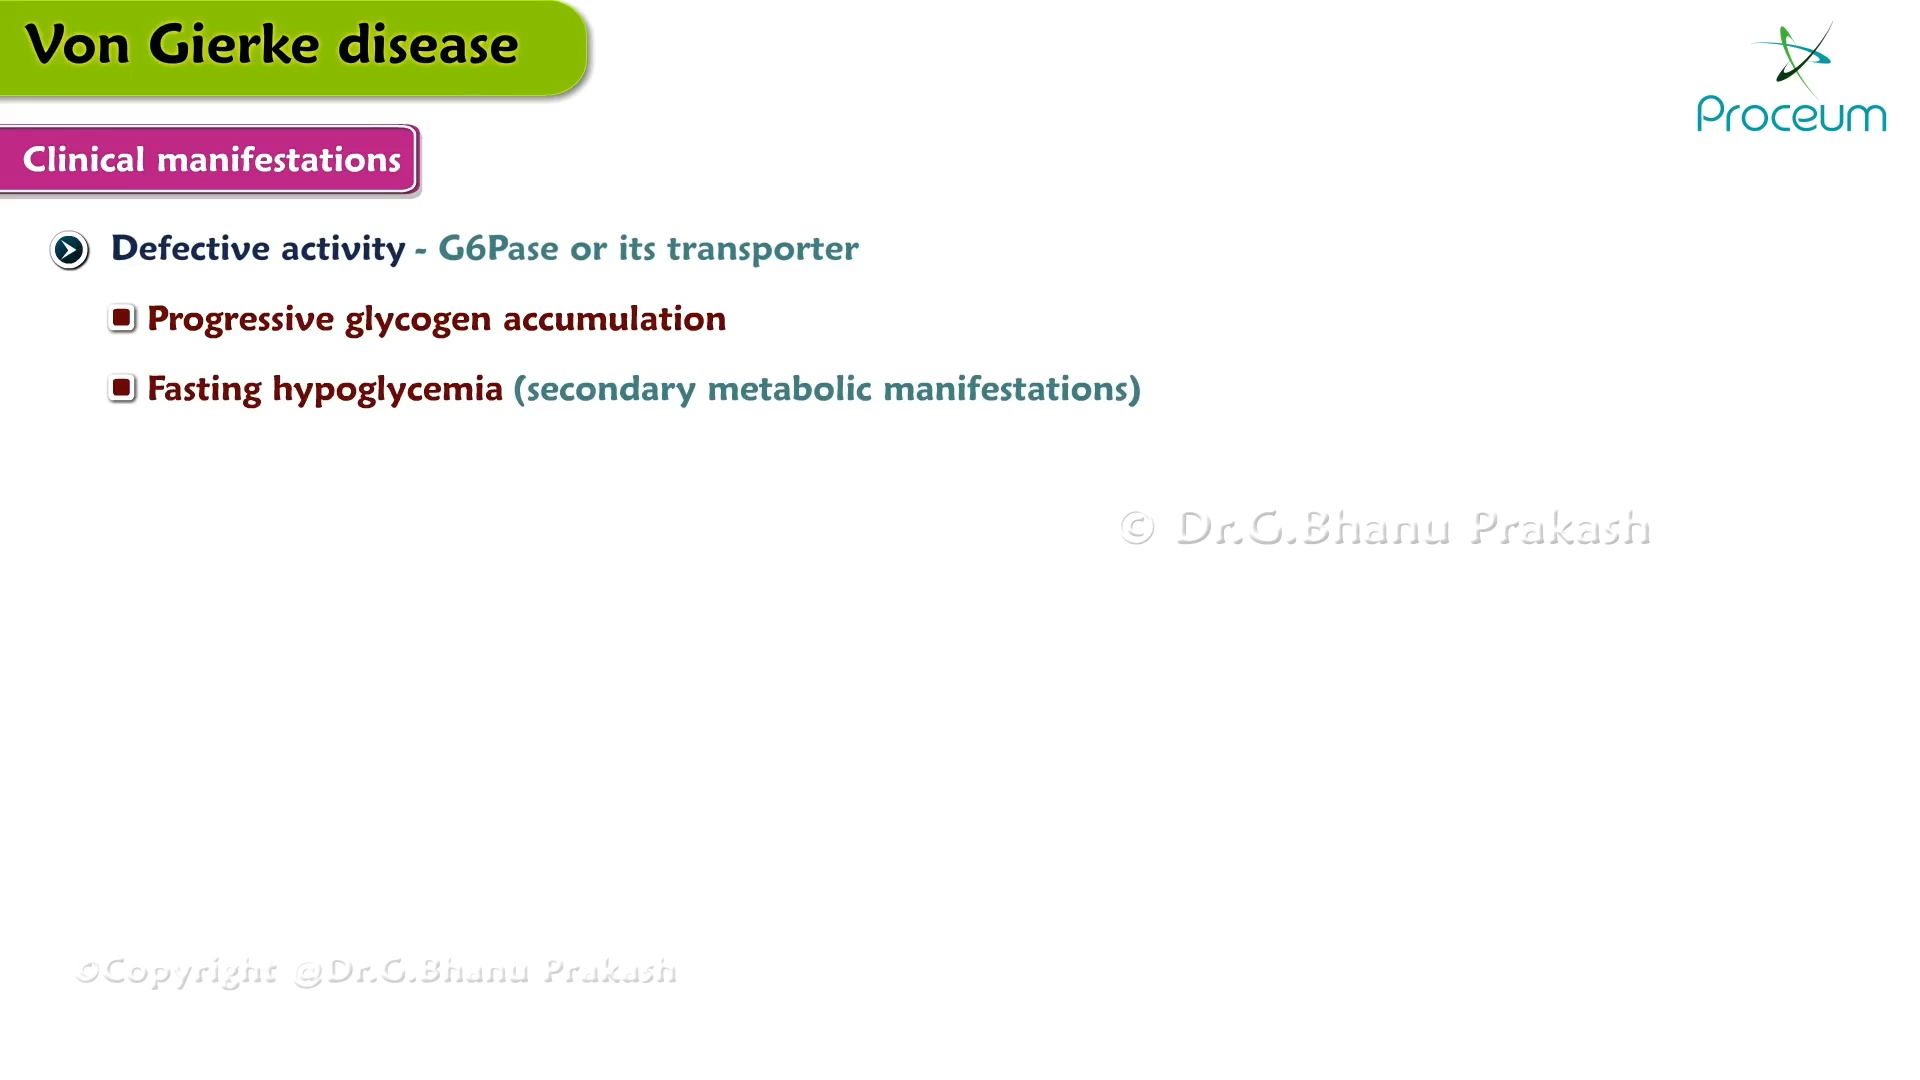 Von Gierke disease
Proceum
Clinical manifestations
Defective activity - G6Pase or its transporter
Progressive glycogen accumulation
Fasting hypoglycemia (secondary metabolic manifestations)
© Dr.G.Bhanu Prakash
©Copyright @Dr.G.Bhanu Prakash